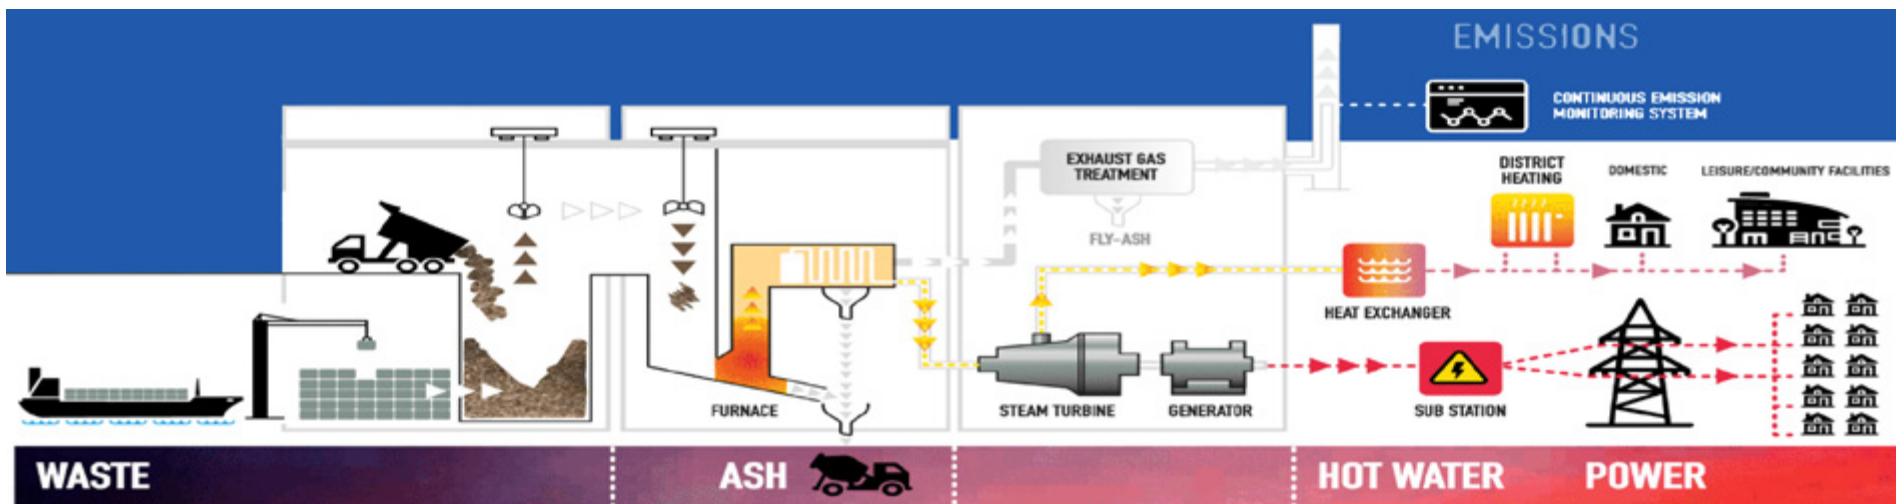 EMISSIONS
CONTINUOUS EMISSION
MONITORING SYSTEM
EXHAUST GAS
TREATMENT
FLY-ASH
DISTRICT
HEATING
DOMESTIC
LEISURE/COMMUNITY FACILITIES
HEAT EXCHANGER
FURNACE
STEAM TURBINE
GENERATOR
SUB STATION
WASTE
ASH
HOT WATER
POWER